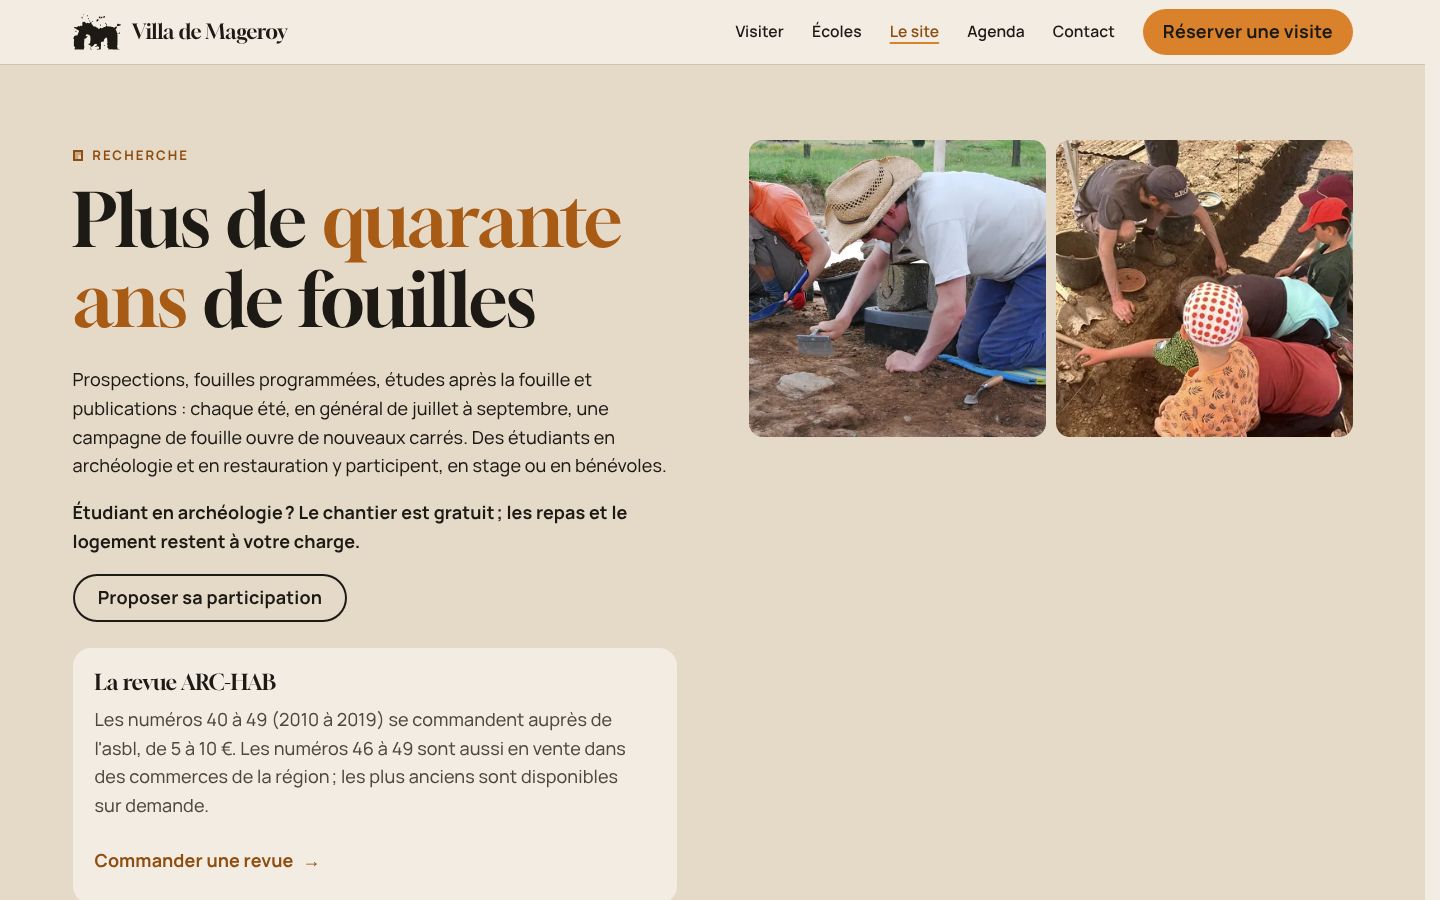 Villa de Mageroy
Visiter
Écoles
Le site
Agenda
Contact
Réserver une visite
RECHERCHE
Plus de quarante
ans de fouilles
Prospections, fouilles programmées, études après la fouille et
publications : chaque été, en général de juillet à septembre, une
campagne de fouille ouvre de nouveaux carrés. Des étudiants en
archéologie et en restauration y participent, en stage ou en bénévoles.
Étudiant en archéologie ? Le chantier est gratuit ; les repas et le
logement restent à votre charge.
Proposer sa participation
La revue ARC-HAB
Les numéros 40 à 49 (2010 à 2019) se commandent auprès de
l'asbl, de 5 à 10 €. Les numéros 46 à 49 sont aussi en vente dans
des commerces de la région ; les plus anciens sont disponibles
sur demande.
Commander une revue →